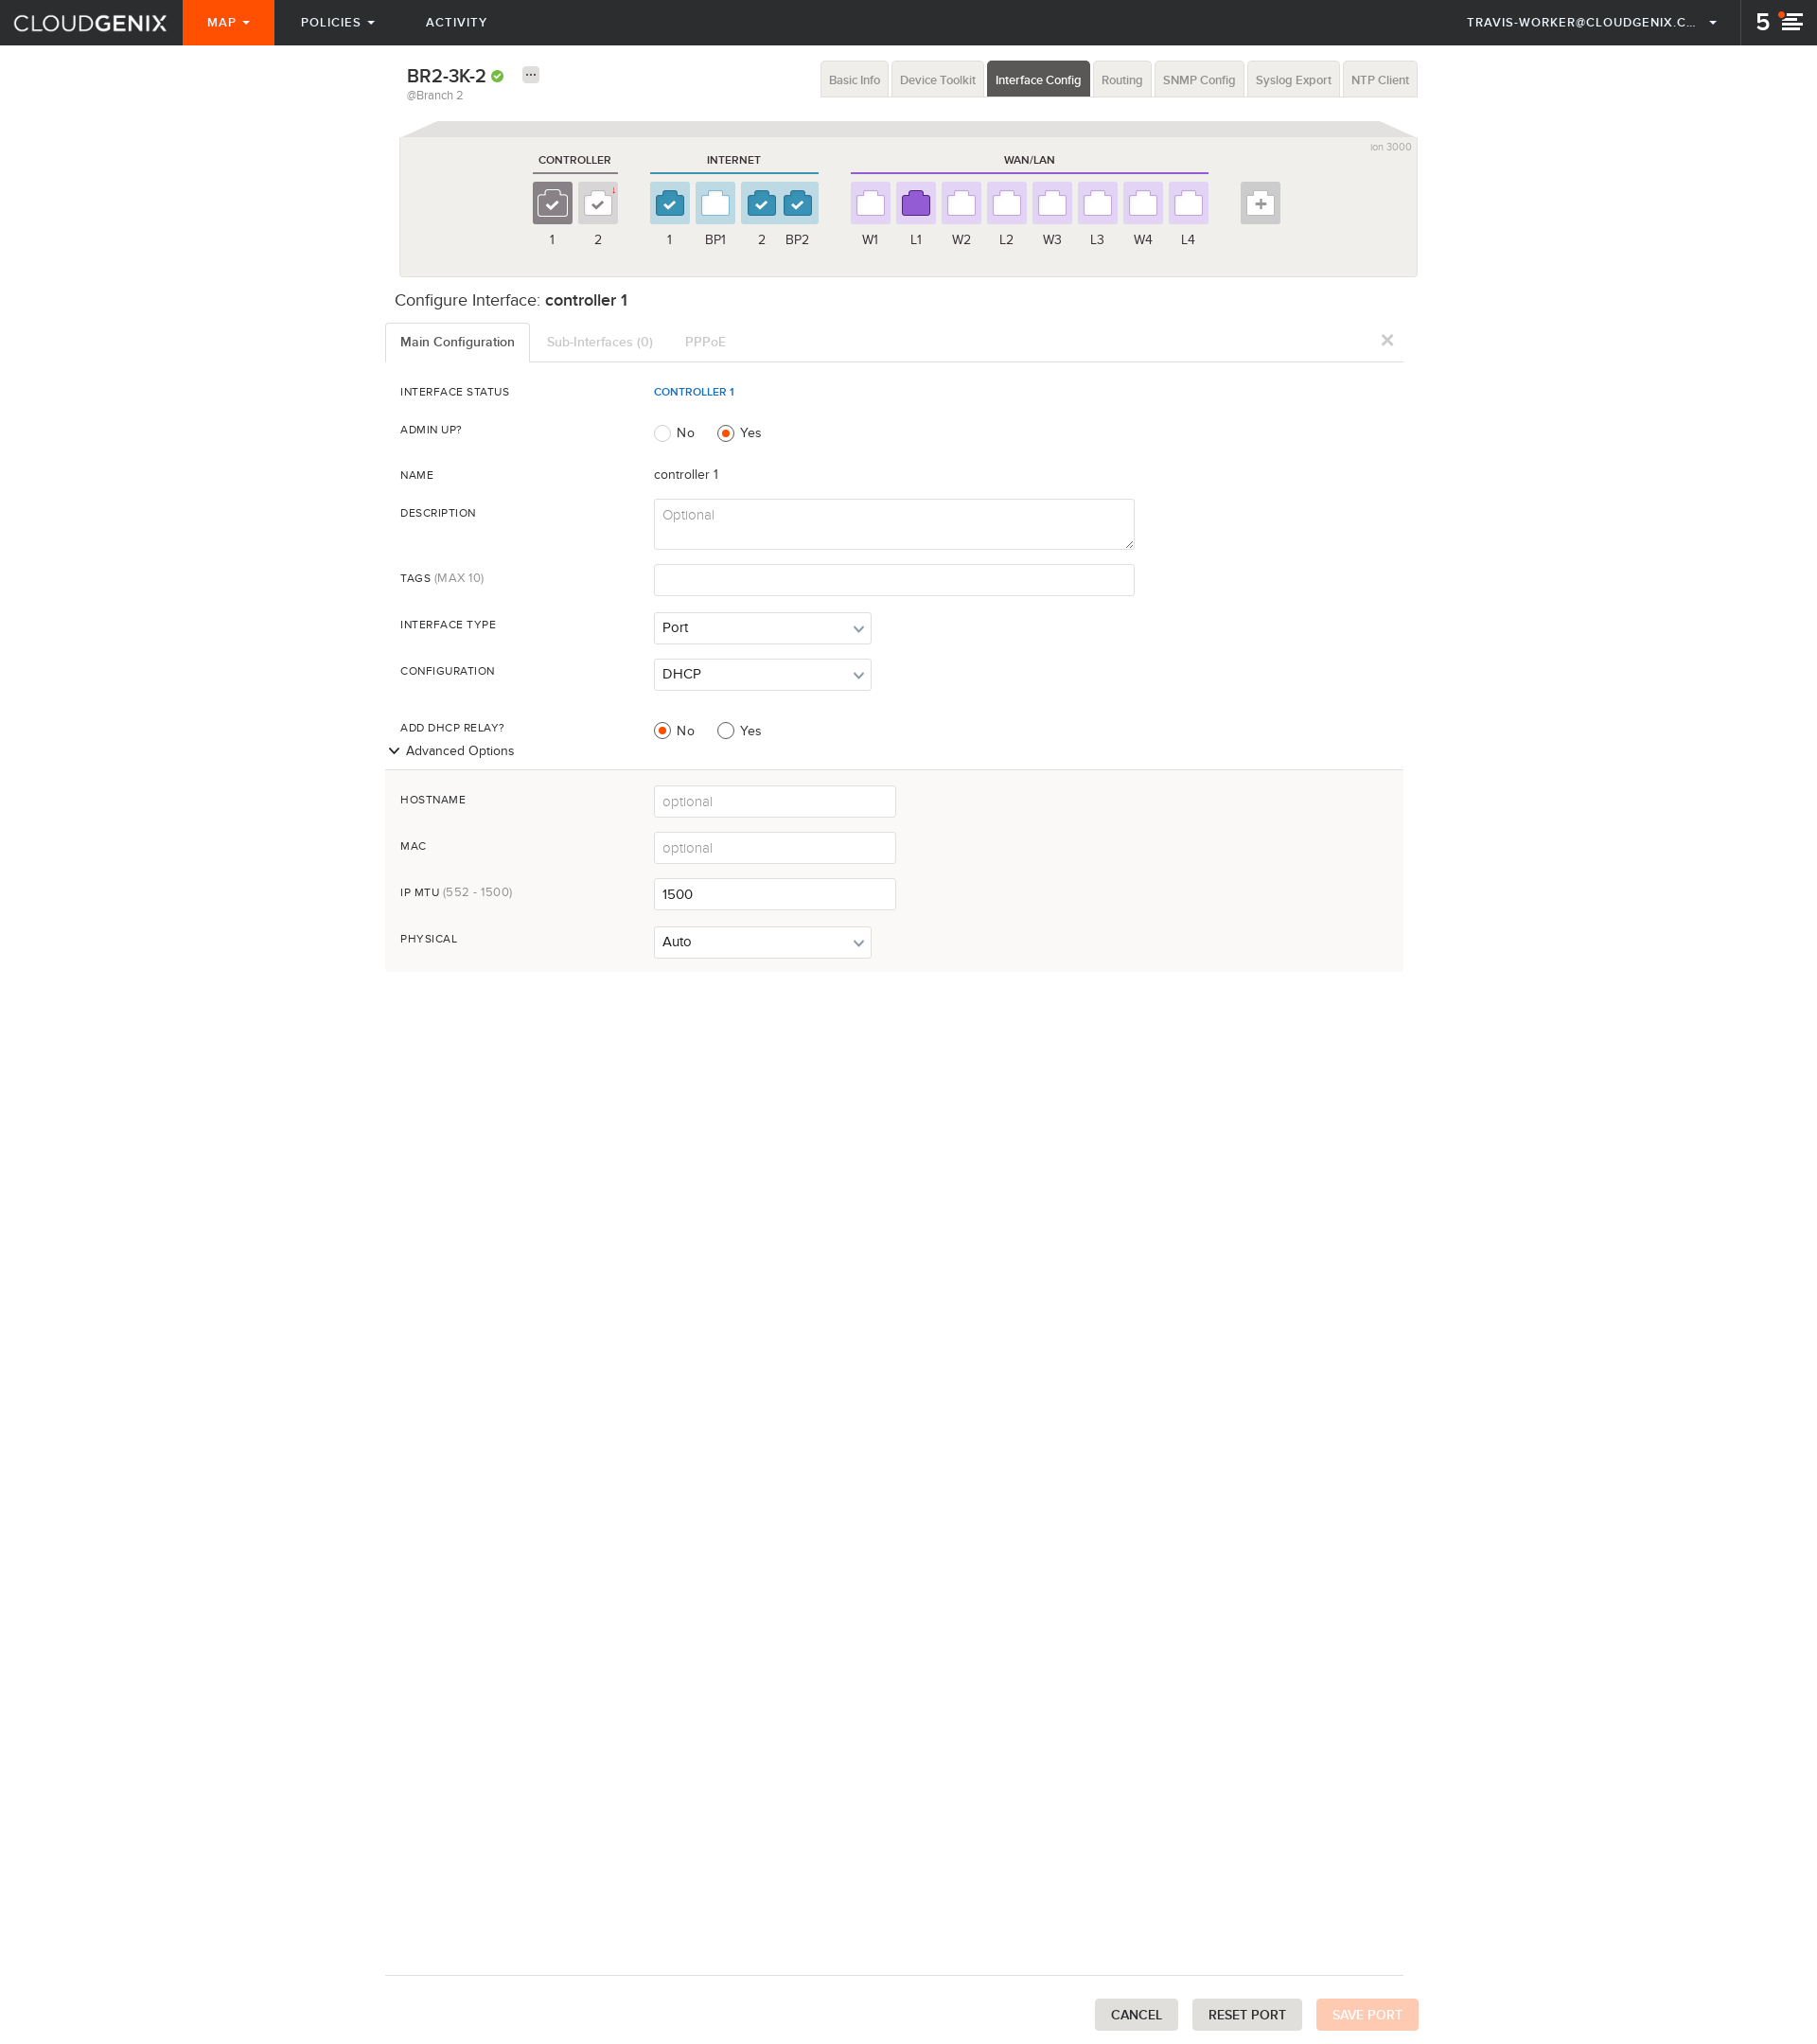 CLOUDGENIX MAP POLICIES ACTIVITY TRAVIS-WORKER@CLOUDGENIX.C... 5
BR2-3K-2
@Branch 2
Basic Info Device Toolkit Interface Config Routing SNMP Config Syslog Export NTP Client
ion 3000
CONTROLLER INTERNET WAN/LAN
1 2 1 BP1 2 BP2 W1 L1 W2 L2 W3 L3 W4 L4
Configure Interface: controller 1
Main Configuration Sub-Interfaces (0) PPPoE
INTERFACE STATUS CONTROLLER 1
ADMIN UP? No Yes
NAME controller 1
DESCRIPTION Optional
TAGS (MAX 10)
INTERFACE TYPE Port
CONFIGURATION DHCP
ADD DHCP RELAY? No Yes
Advanced Options
HOSTNAME optional
MAC optional
IP MTU (552 - 1500) 1500
PHYSICAL Auto
CANCEL RESET PORT SAVE PORT